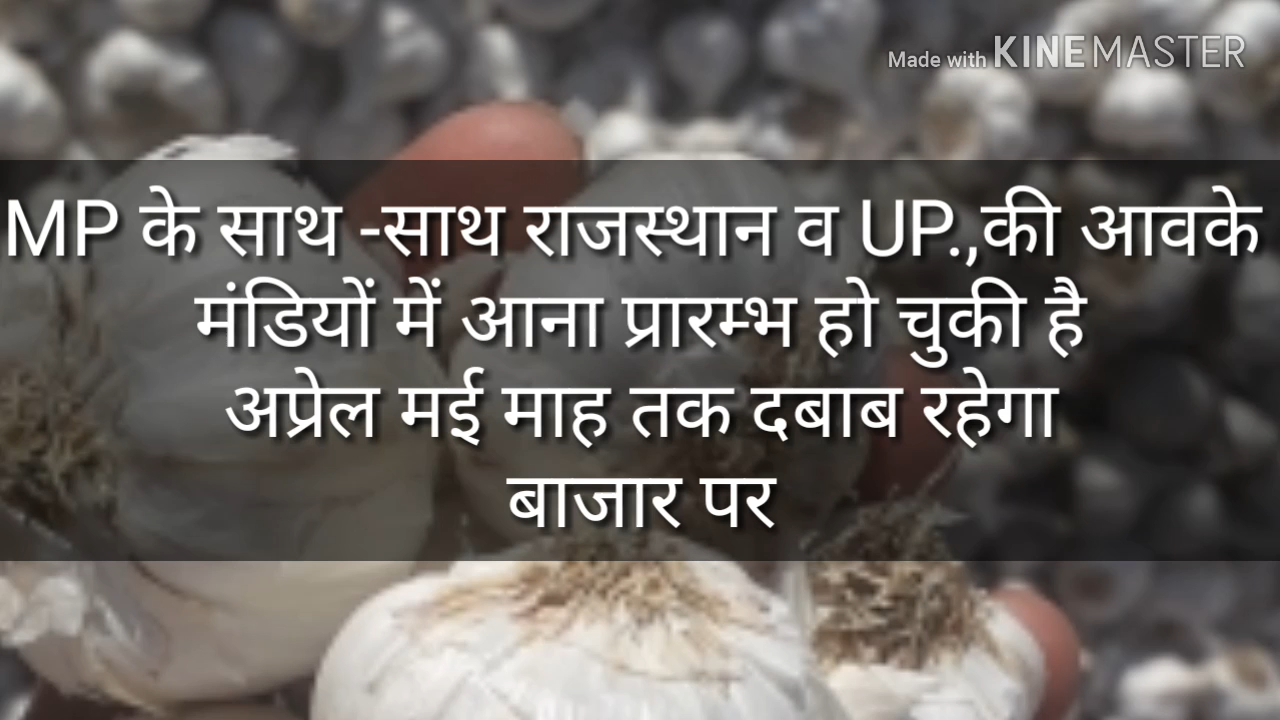 Made with KINEMASTER
MP के साथ -साथ राजस्थान व UP.,की आवके
मंडियों में आना प्रारम्भ हो चुकी है
अप्रेल मई माह तक दबाब रहेगा
बाजार पर